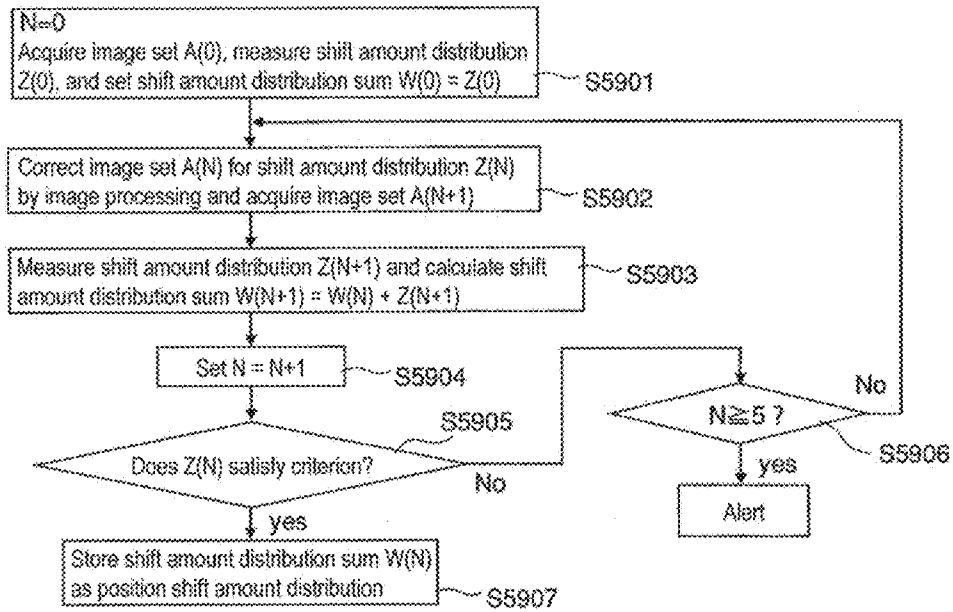 N=0
Acquire image set A(0), measure shift amount distribution
Z(0), and set shift amount distribution sum W(0) = Z(0)
S5901
Correct image set A(N) for shift amount distribution Z(N)
by image processing and acquire image set A(N+1)
S5902
Measure shift amount distribution Z(N+1) and calculate shift
amount distribution sum W(N+1) = W(N) + Z(N+1)
S5903
Set N = N+1
S5904
Does Z(N) satisfy criterion?
S5905
No
yes
N≧5 ?
S5906
No
yes
Alert
Store shift amount distribution sum W(N)
as position shift amount distribution
S5907